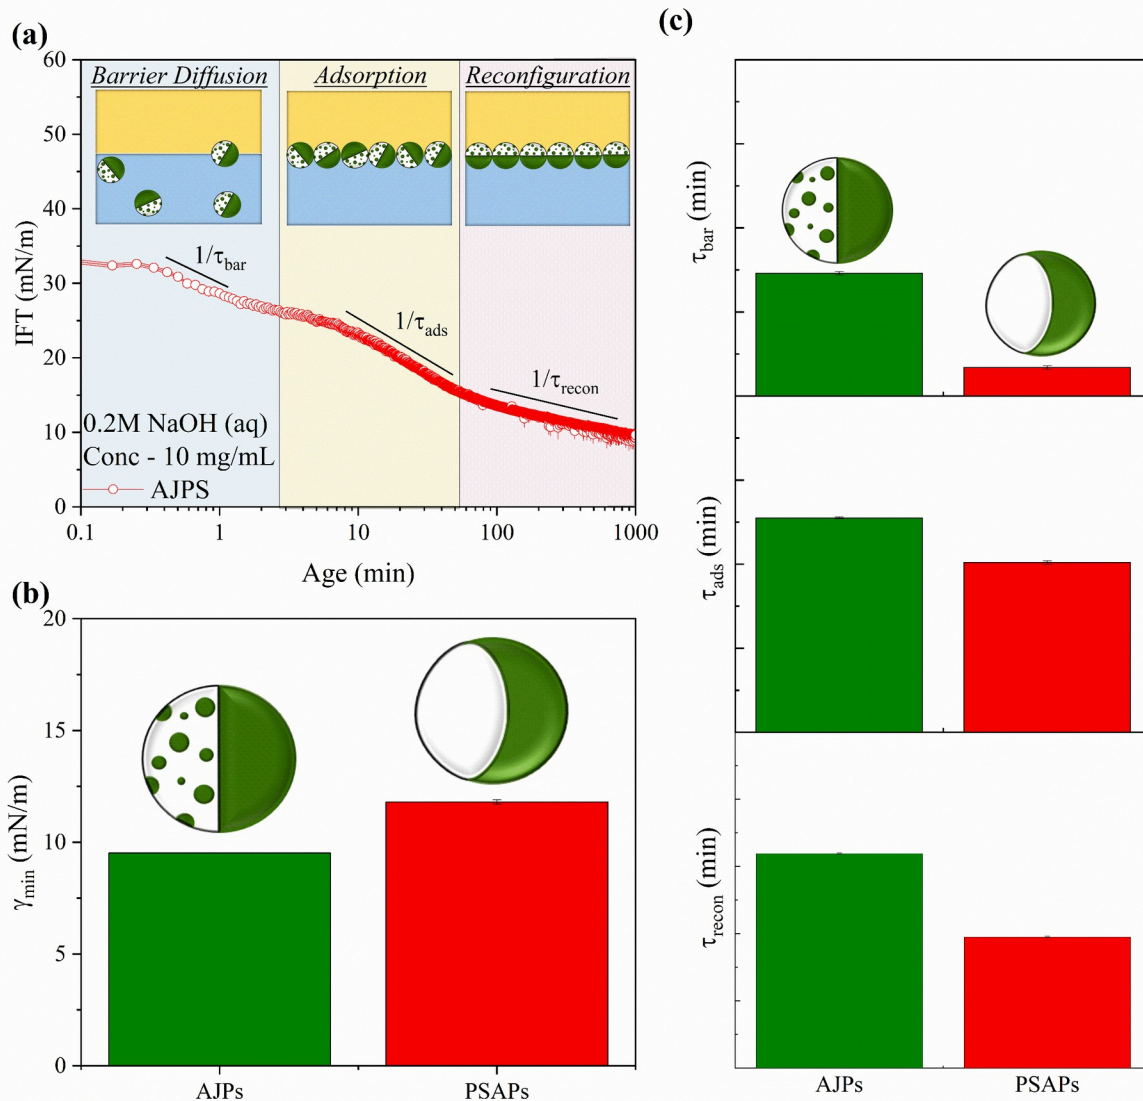 (a)
60
50
40
30
20
10
0
IFT (mN/m)
Barrier Diffusion
Adsorption
Reconfiguration
1/τbar
1/τads
1/τrecon
0.2M NaOH (aq)
Conc - 10 mg/mL
AJPS
0.1
1
10
100
1000
Age (min)
(b)
20
15
10
5
0
γmin (mN/m)
AJPs
PSAPs
(c)
τbar (min)
τads (min)
τrecon (min)
AJPs
PSAPs